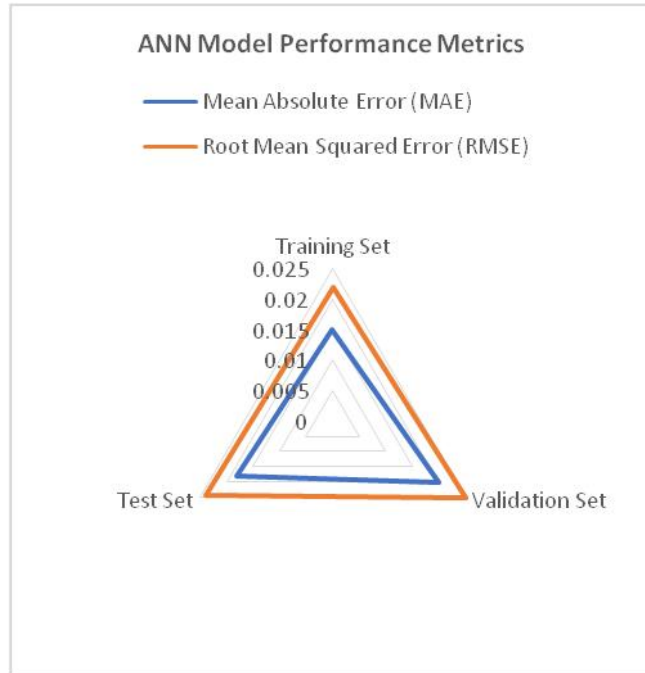 ANN Model Performance Metrics
Mean Absolute Error (MAE)
Root Mean Squared Error (RMSE)
Training Set
0.025
0.02
0.015
0.01
0.005
0
Test Set
Validation Set